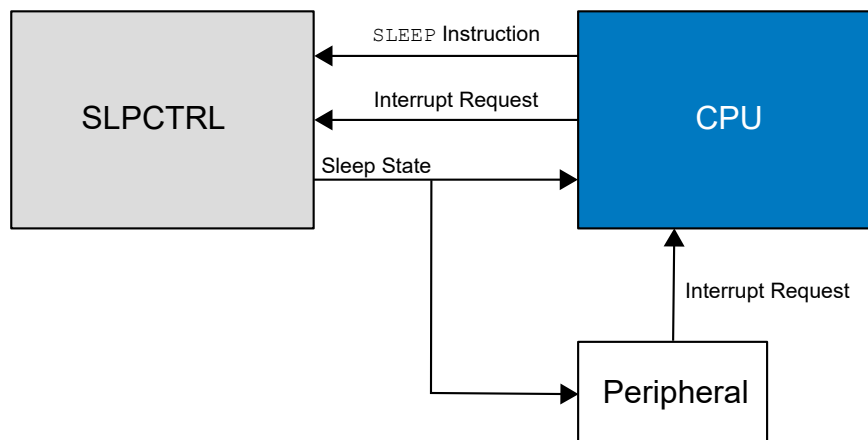 SLEEP Instruction
Interrupt Request
SLPCTRL
CPU
Sleep State
Interrupt Request
Peripheral